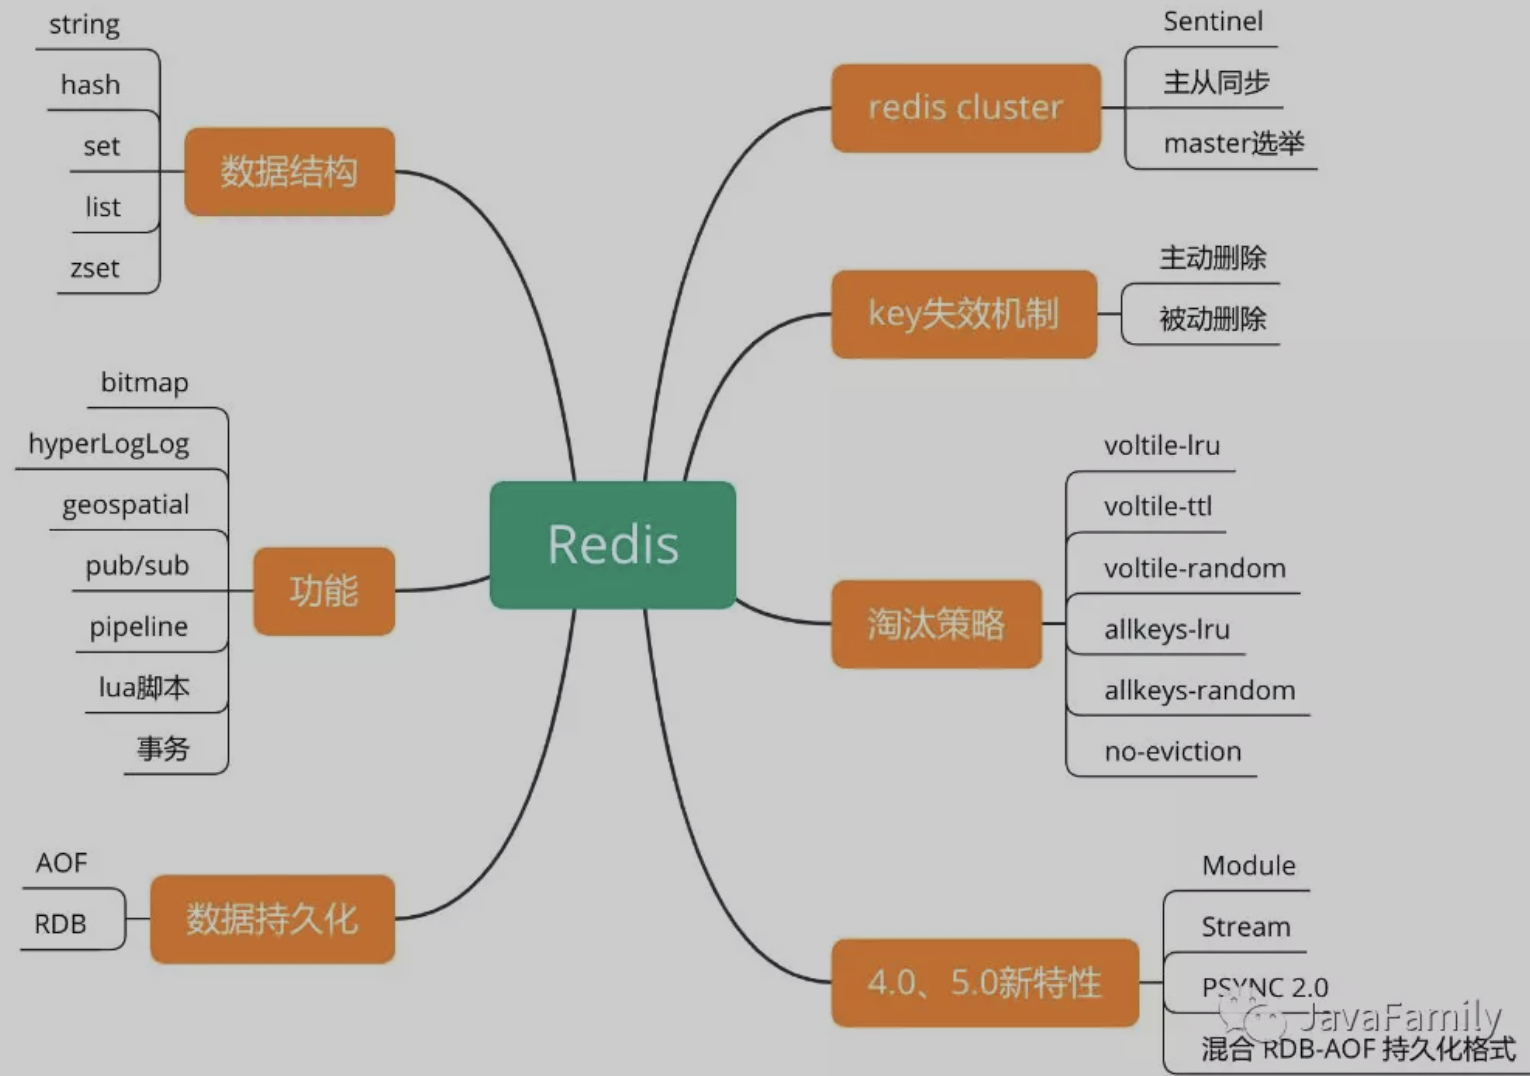 string
hash
set
list
zset
数据结构
bitmap
hyperLogLog
geospatial
pub/sub
pipeline
lua脚本
事务
功能
AOF
RDB
数据持久化
Redis
redis cluster
Sentinel
主从同步
master选举
key失效机制
主动删除
被动删除
淘汰策略
voltile-lru
voltile-ttl
voltile-random
allkeys-lru
allkeys-random
no-eviction
4.0、5.0新特性
Module
Stream
PSYNC 2.0
混合 RDB-AOF 持久化格式
JavaFamily